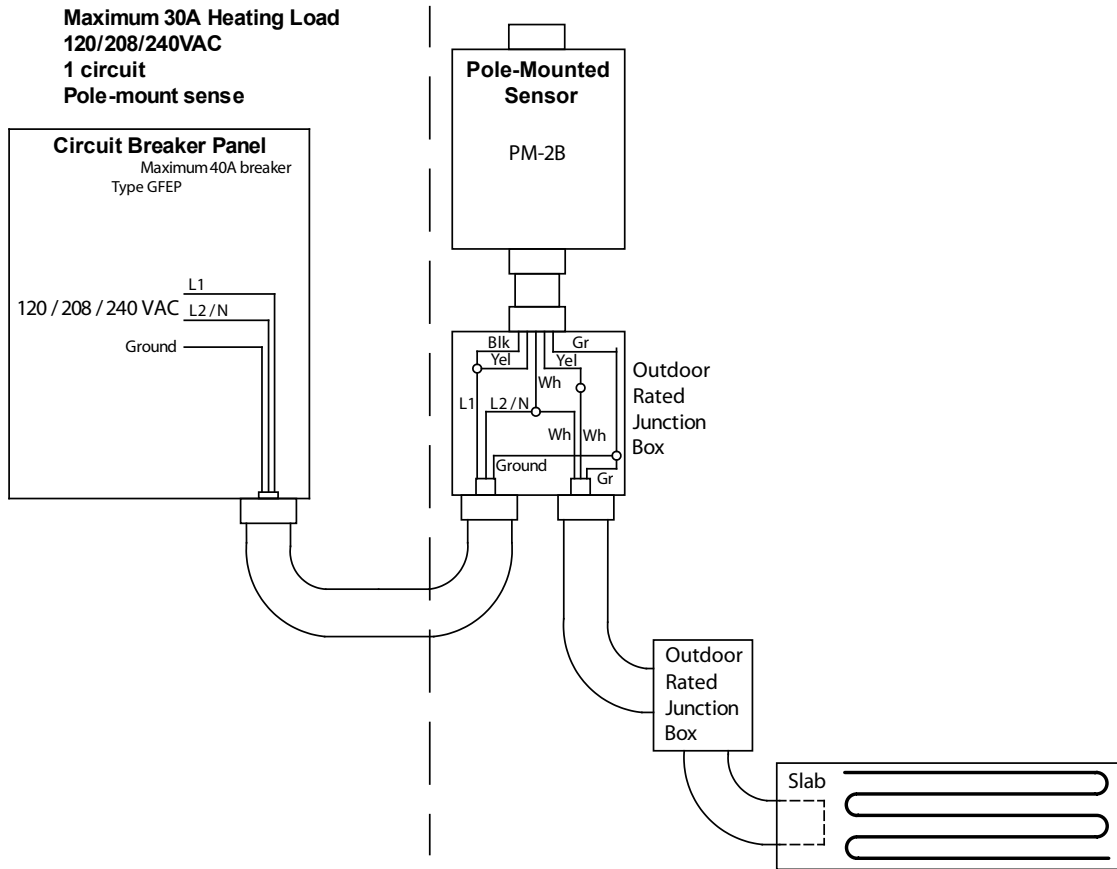 Maximum 30A Heating Load
120/208/240VAC
1 circuit
Pole-mount sense
Circuit Breaker Panel
Maximum 40A breaker
Type GFEP
120 / 208 / 240 VAC
L1
L2 / N
Ground
Pole-Mounted
Sensor
PM-2B
Blk
Gr
Yel
Yel
Wh
L1
L2 / N
Wh
Wh
Ground
Gr
Outdoor
Rated
Junction
Box
Outdoor
Rated
Junction
Box
Slab